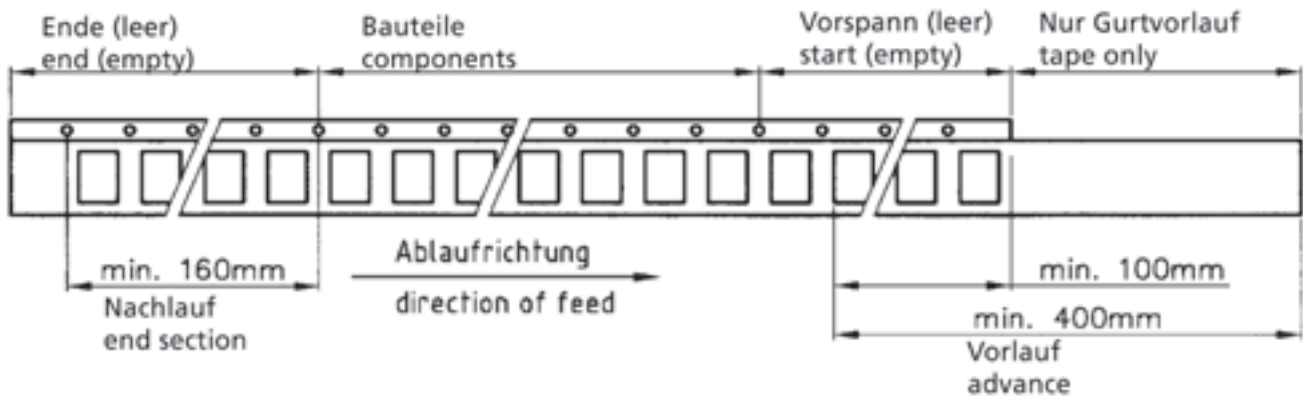 Ende (leer)
end (empty)
Bauteile
components
Vorspann (leer)
start (empty)
Nur Gurtvorlauf
tape only
min. 160mm
Nachlauf
end section
Ablaufrichtung
direction of feed
min. 100mm
min. 400mm
Vorlauf
advance